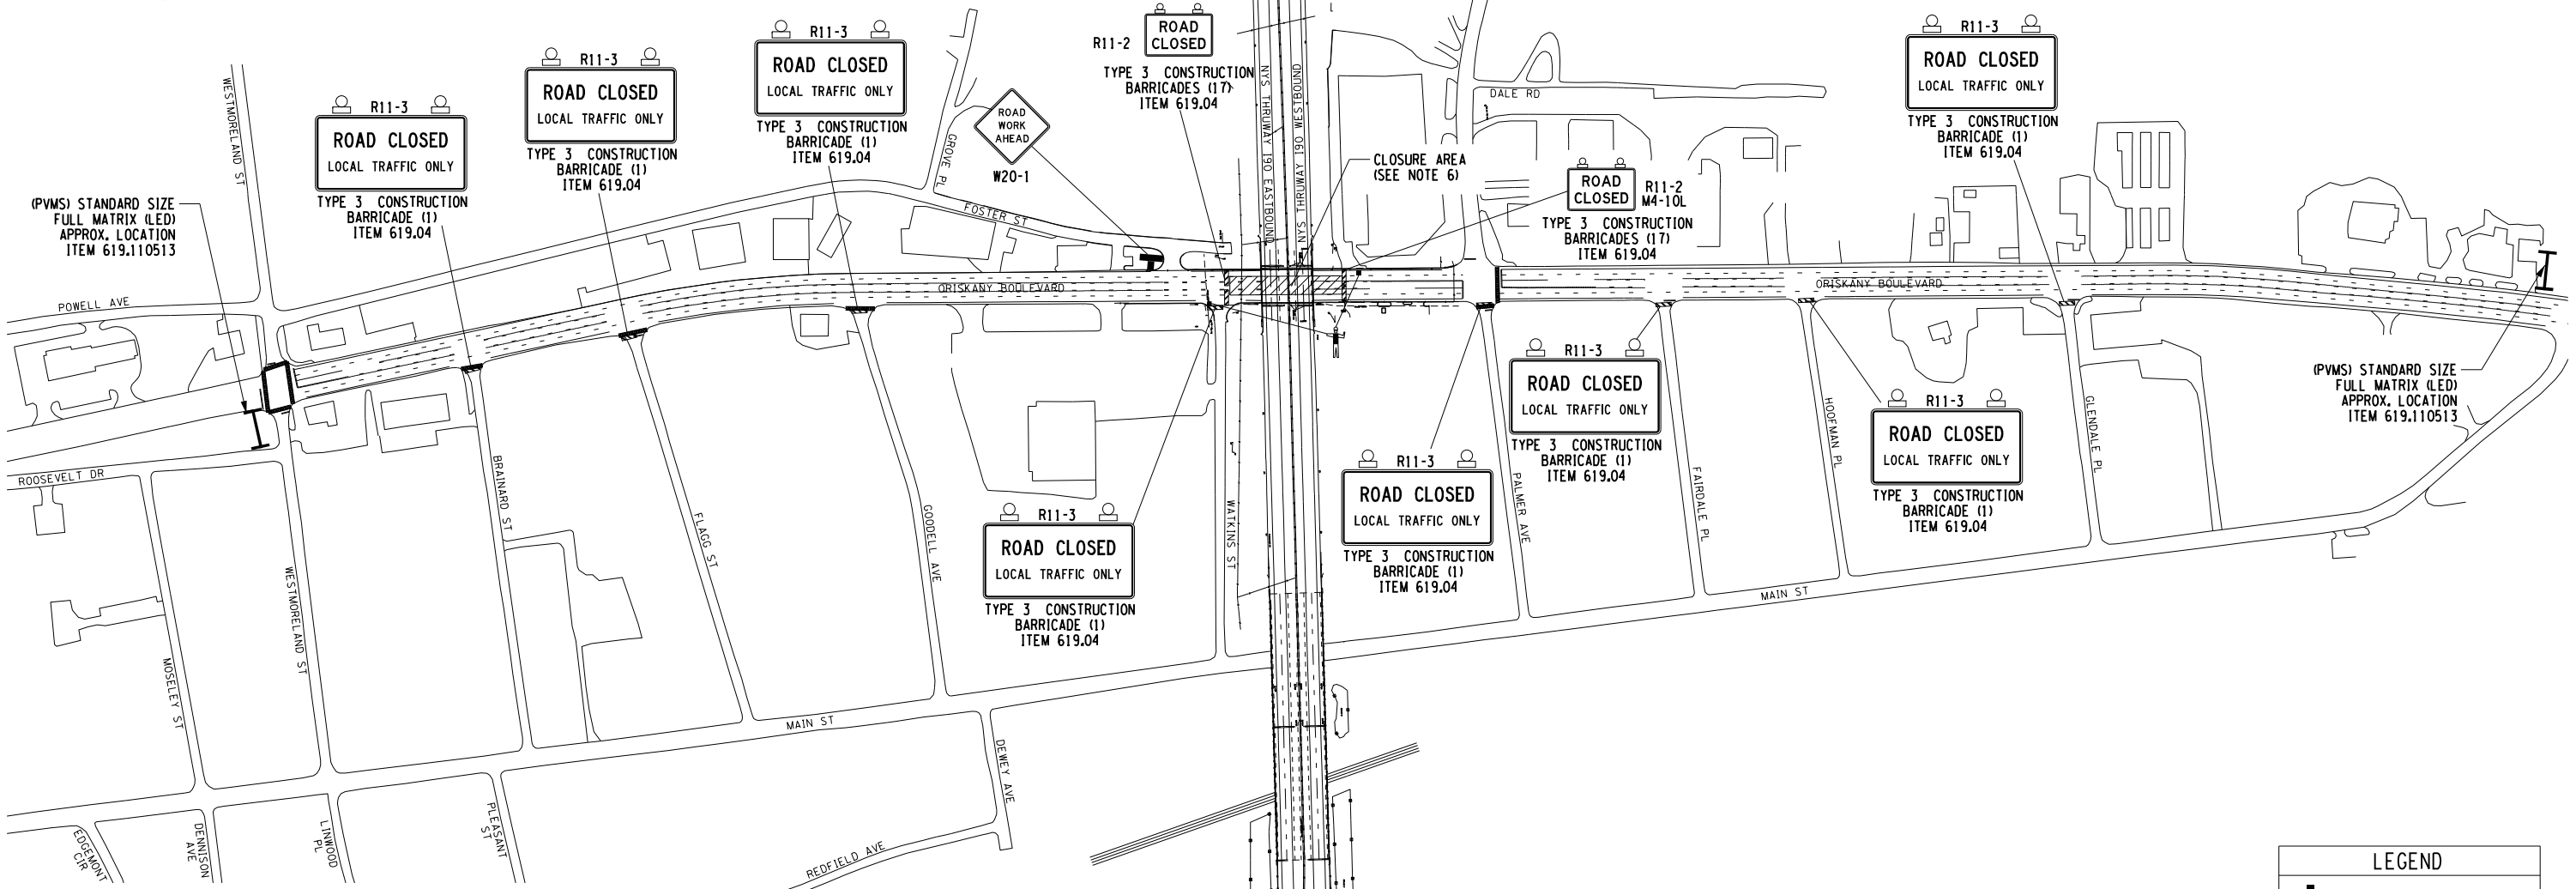 R11-3
ROAD CLOSED
LOCAL TRAFFIC ONLY
TYPE 3 CONSTRUCTION
BARRICADE (1)
ITEM 619.04
R11-3
ROAD CLOSED
LOCAL TRAFFIC ONLY
TYPE 3 CONSTRUCTION
BARRICADE (1)
ITEM 619.04
R11-3
ROAD CLOSED
LOCAL TRAFFIC ONLY
TYPE 3 CONSTRUCTION
BARRICADE (1)
ITEM 619.04
ROAD
WORK
AHEAD
W20-1
R11-2
ROAD
CLOSED
TYPE 3 CONSTRUCTION
BARRICADES (17)
ITEM 619.04
NYS THRUWAY I90 EASTBOUND
NYS THRUWAY I90 WESTBOUND
CLOSURE AREA
(SEE NOTE 6)
DALE RD
ROAD
CLOSED
R11-2
M4-10L
TYPE 3 CONSTRUCTION
BARRICADES (17)
ITEM 619.04
R11-3
ROAD CLOSED
LOCAL TRAFFIC ONLY
TYPE 3 CONSTRUCTION
BARRICADE (1)
ITEM 619.04
WESTMORELAND ST
(PVMS) STANDARD SIZE
FULL MATRIX (LED)
APPROX. LOCATION
ITEM 619.110513
POWELL AVE
GROVE PL
FOSTER ST
ORISKANY BOULEVARD
ORISKANY BOULEVARD
(PVMS) STANDARD SIZE
FULL MATRIX (LED)
APPROX. LOCATION
ITEM 619.110513
R11-3
ROAD CLOSED
LOCAL TRAFFIC ONLY
TYPE 3 CONSTRUCTION
BARRICADE (1)
ITEM 619.04
R11-3
ROAD CLOSED
LOCAL TRAFFIC ONLY
TYPE 3 CONSTRUCTION
BARRICADE (1)
ITEM 619.04
R11-3
ROAD CLOSED
LOCAL TRAFFIC ONLY
TYPE 3 CONSTRUCTION
BARRICADE (1)
ITEM 619.04
R11-3
ROAD CLOSED
LOCAL TRAFFIC ONLY
TYPE 3 CONSTRUCTION
BARRICADE (1)
ITEM 619.04
ROOSEVELT DR
BRAINARD ST
FLAGG ST
GOODELL AVE
WATKINS ST
PALMER AVE
FAIRDALE PL
HOOFMAN PL
GLENDALE PL
MOSELEY ST
WESTMORELAND ST
MAIN ST
MAIN ST
DEWEY AVE
EDGEMONT
CIR
DENNISON
AVE
LINWOOD
PL
PLEASANT
ST
REDFIELD AVE
LEGEND